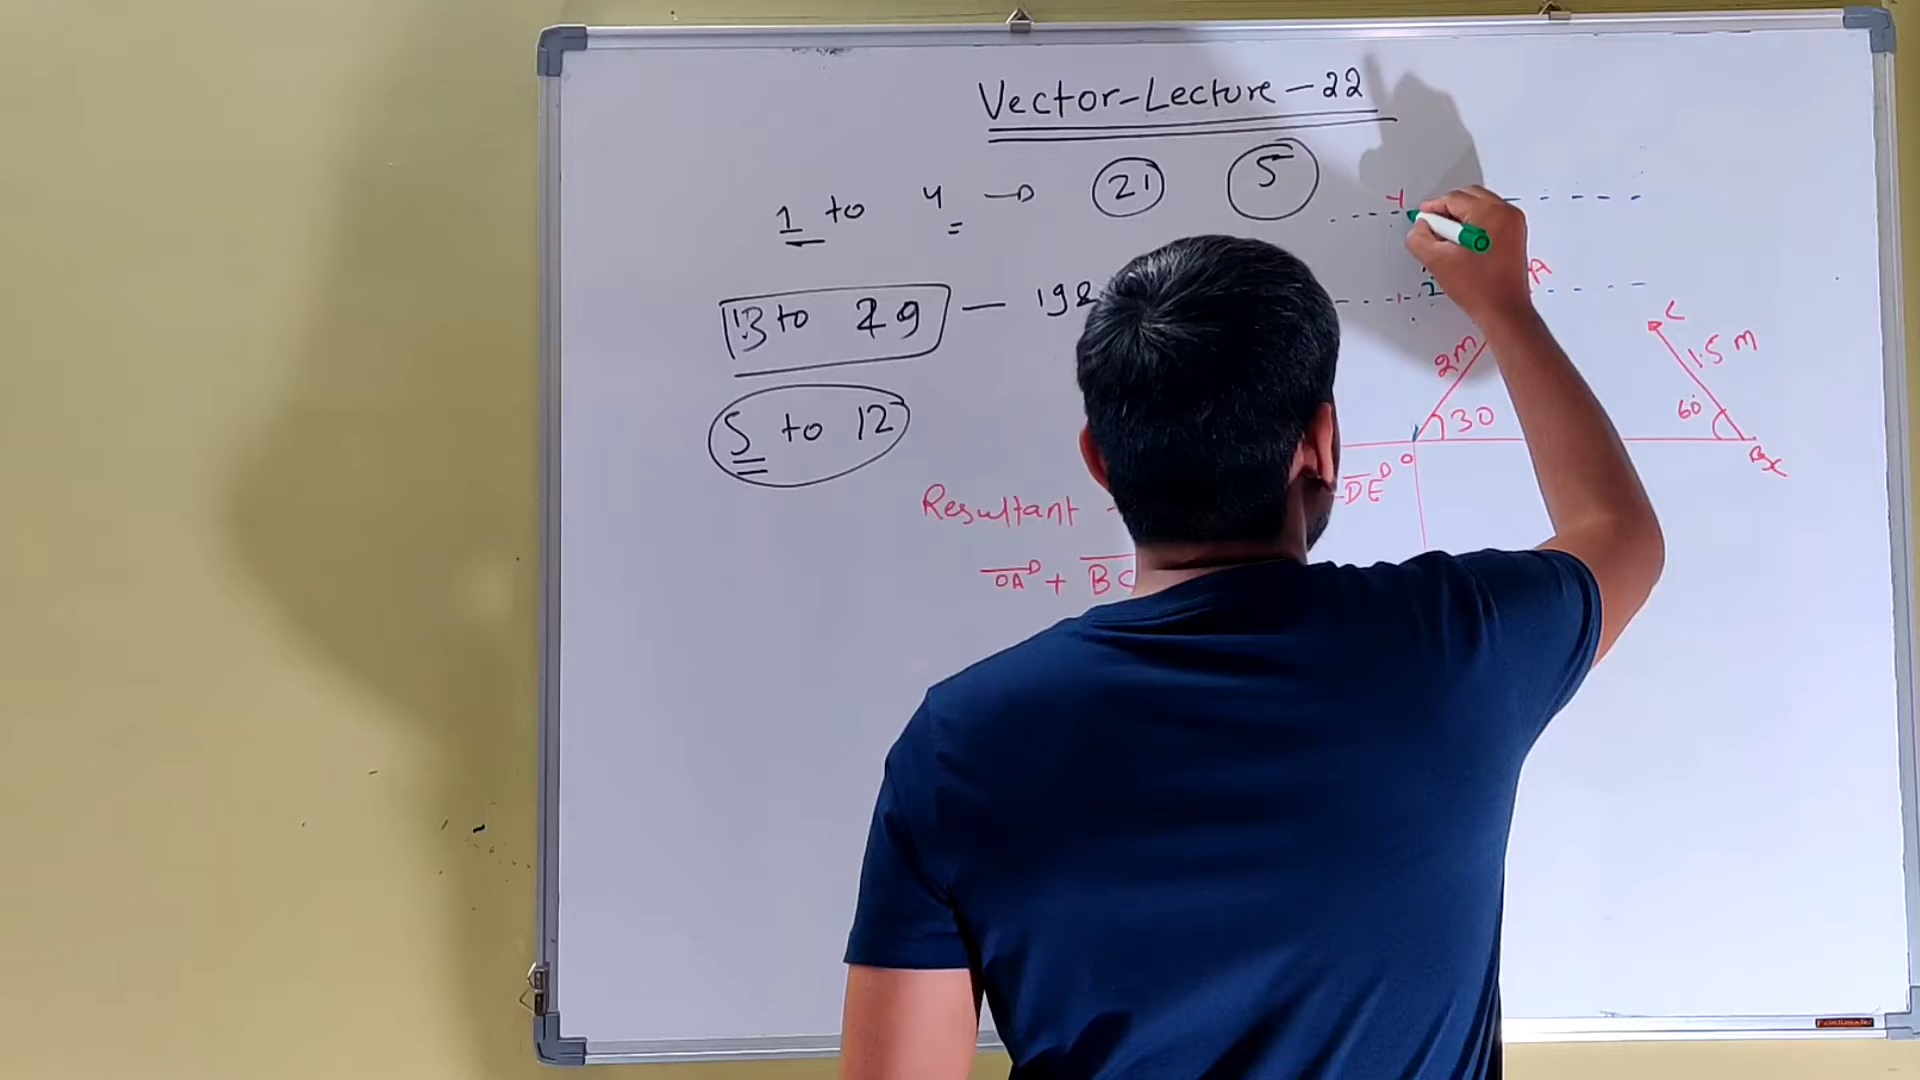 Vector-Lecture-22
1 to 4 → 21 5
13 to 29 — 19
5 to 12
Resultant
OA + BC
DE
Y
2
A
2m
30
O
C
1.5 m
60
B
X